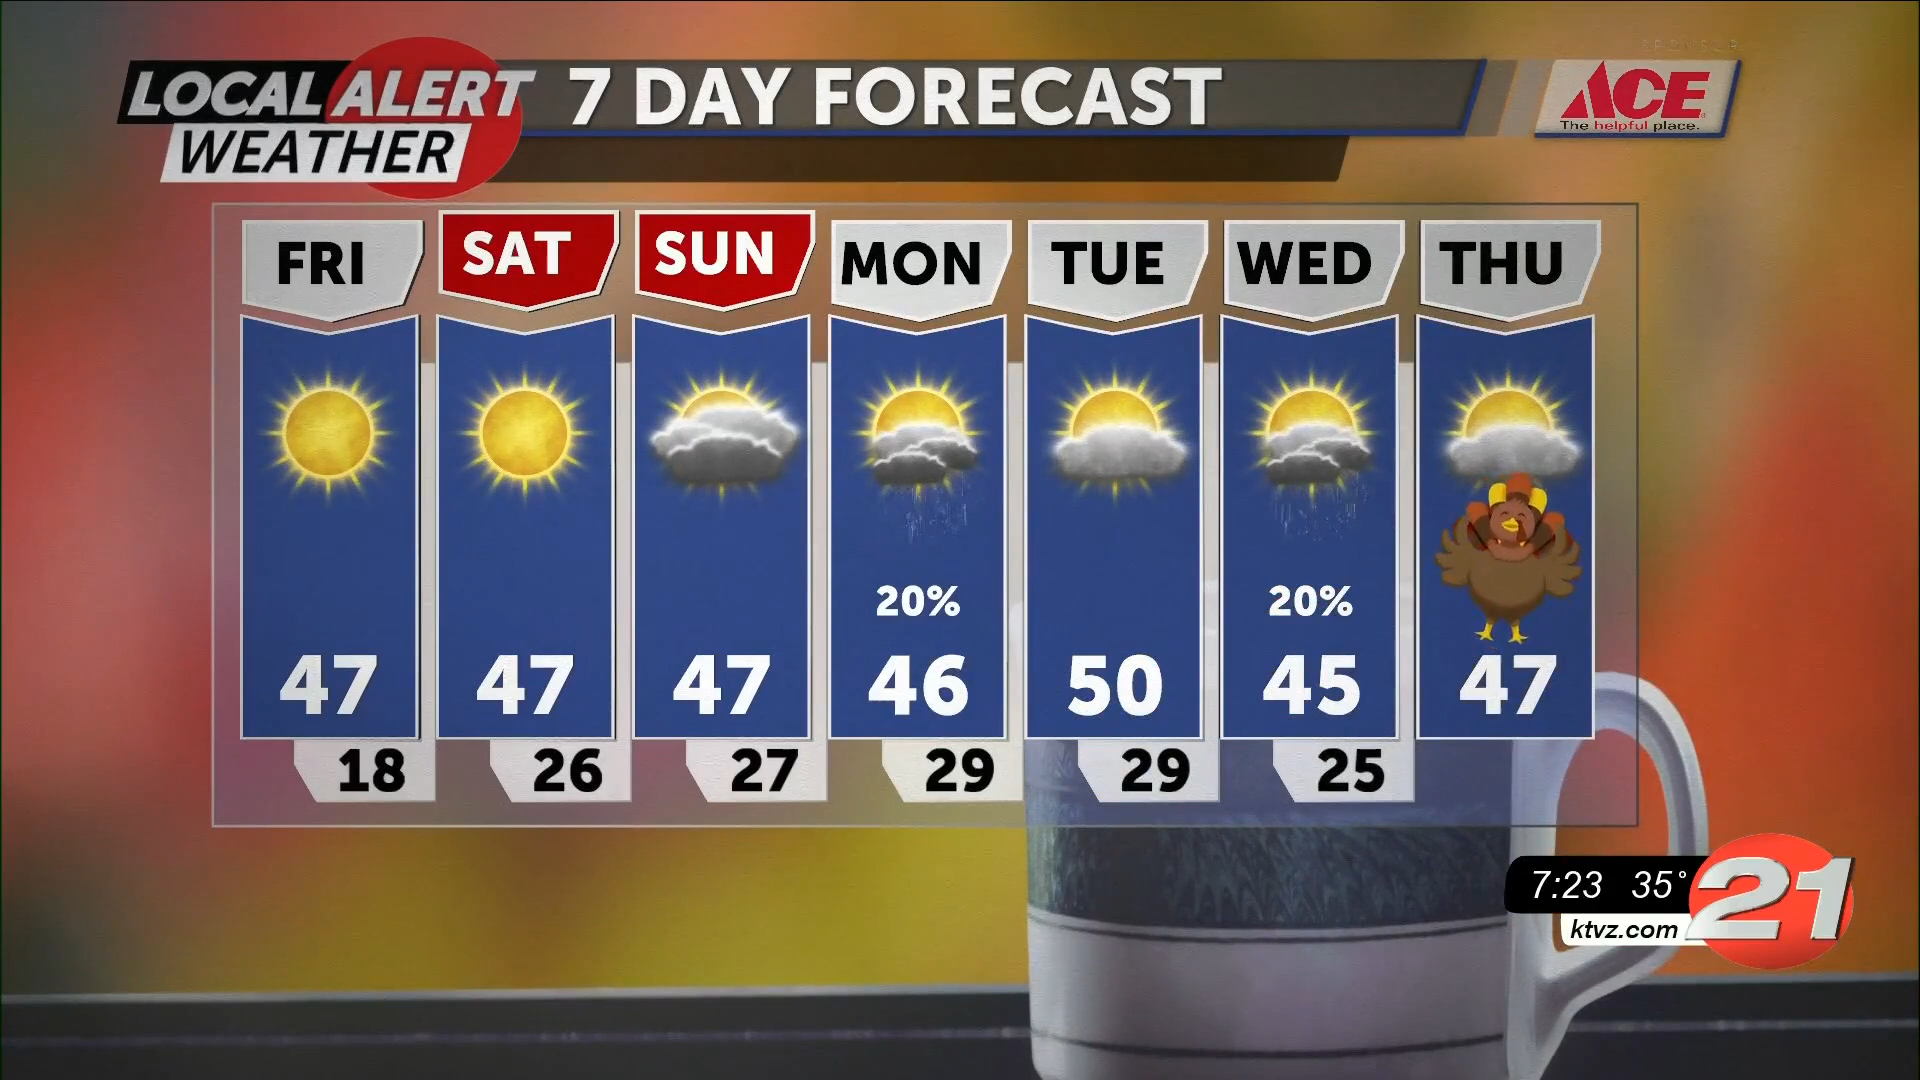 SPONSOR
LOCAL ALERT
WEATHER
7 DAY FORECAST
ACE
The helpful place.
FRI SAT SUN MON TUE WED THU
20% 20%
47 47 47 46 50 45 47
18 26 27 29 29 25
7:23 35°
ktvz.com
21